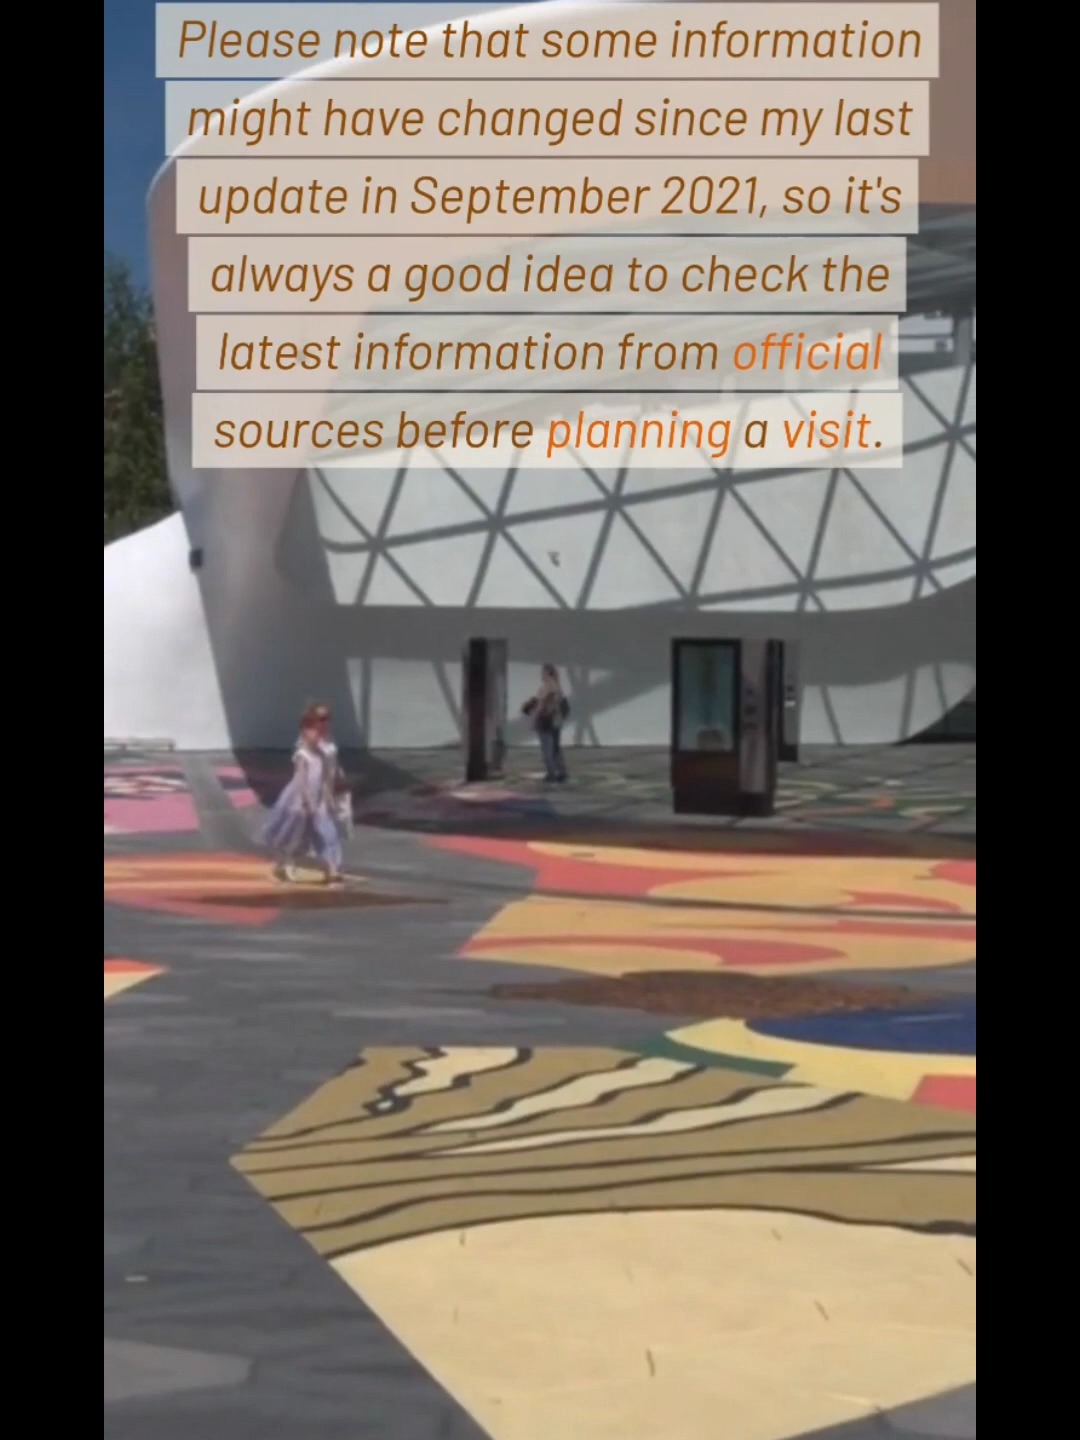 Please note that some information
might have changed since my last
update in September 2021, so it's
always a good idea to check the
latest information from official
sources before planning a visit.